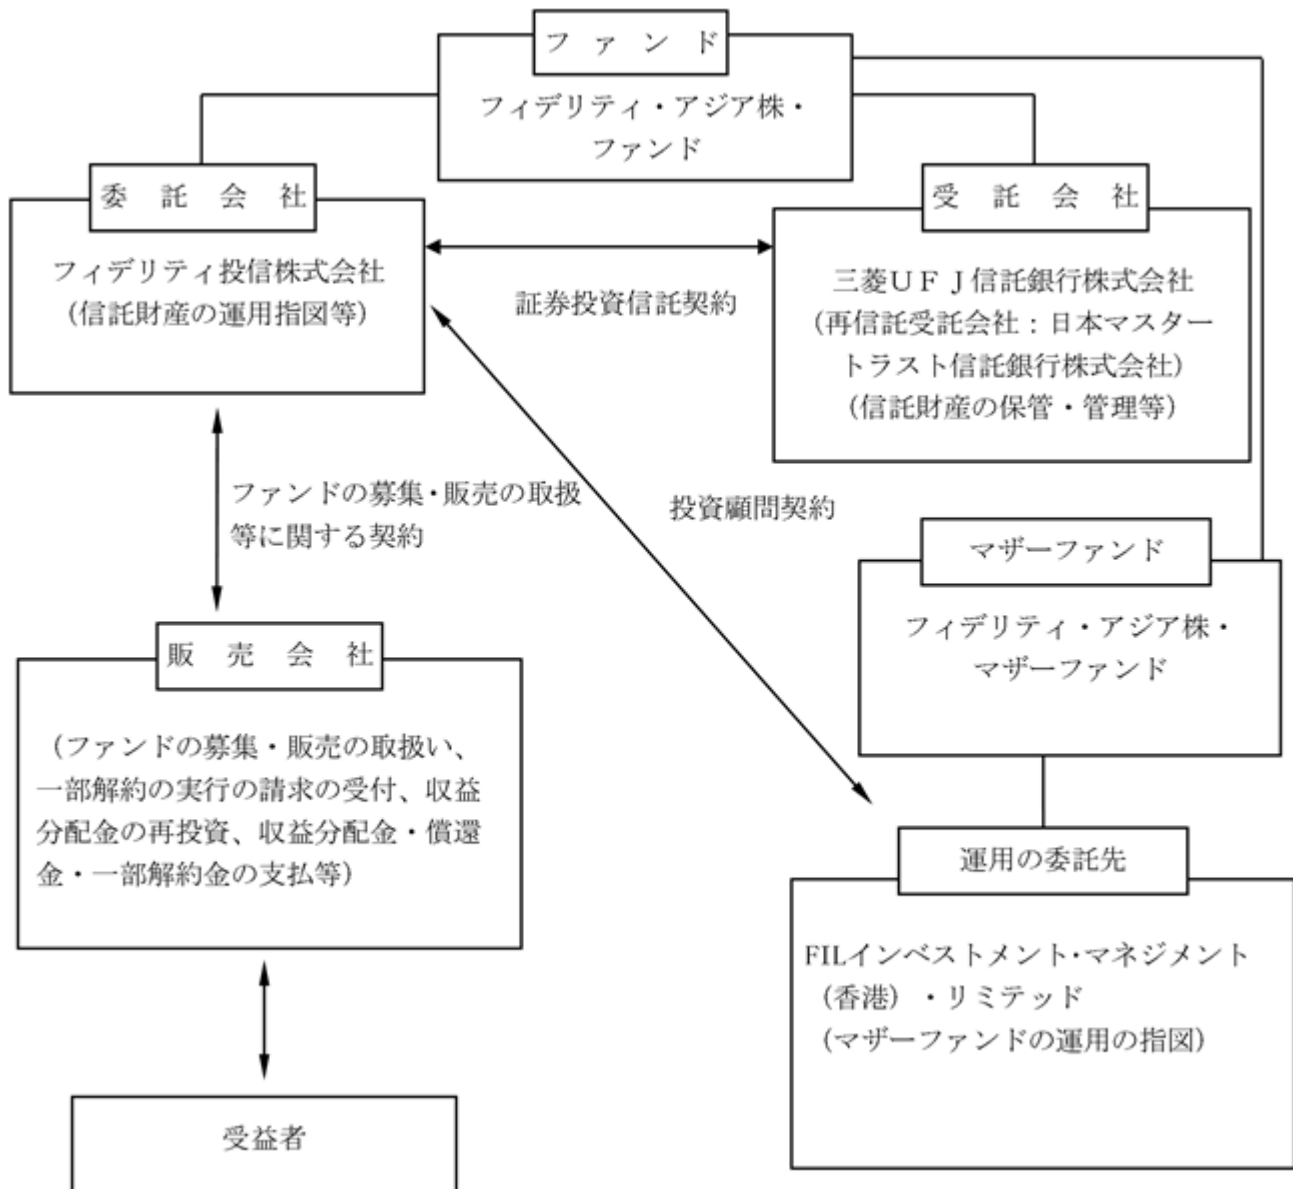 ファンド
フィデリティ・アジア株・
ファンド
委託会社
フィデリティ投信株式会社
(信託財産の運用指図等)
証券投資信託契約
受託会社
三菱ＵＦＪ信託銀行株式会社
(再信託受託会社：日本マスター
トラスト信託銀行株式会社)
(信託財産の保管・管理等)
ファンドの募集・販売の取扱
等に関する契約
投資顧問契約
マザーファンド
フィデリティ・アジア株・
マザーファンド
販売会社
（ファンドの募集・販売の取扱い、
一部解約の実行の請求の受付、収益
分配金の再投資、収益分配金・償還
金・一部解約金の支払等）
運用の委託先
FILインベストメント・マネジメント
（香港）・リミテッド
（マザーファンドの運用の指図）
受益者